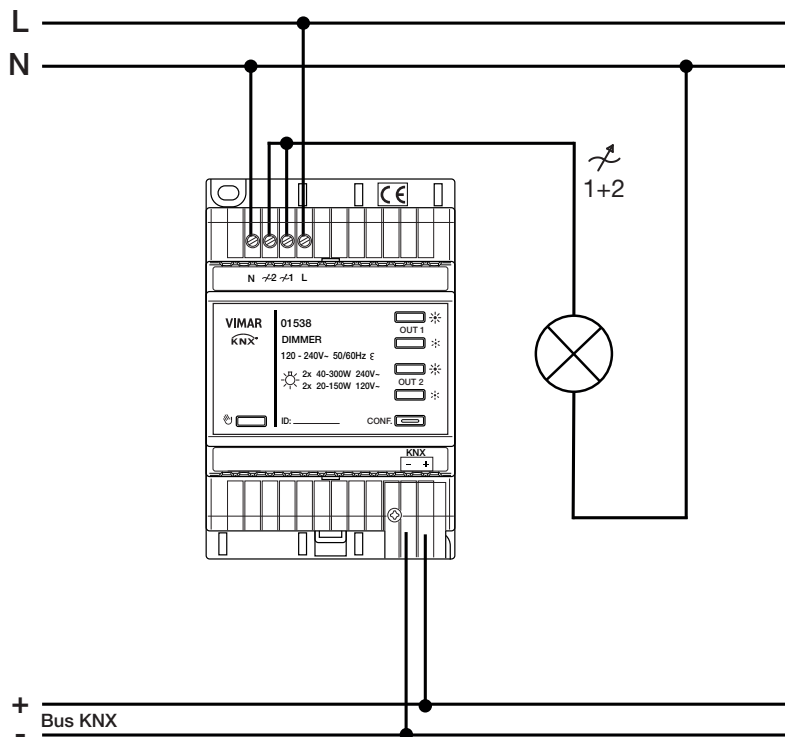 L
N
1+2
CE
N 2 1 L
VIMAR
KNX
01538
DIMMER
120 - 240V~ 50/60Hz
2x 40-300W 240V~
2x 20-150W 120V~
OUT 1
OUT 2
ID: ________
CONF.
KNX
- +
+
Bus KNX
-